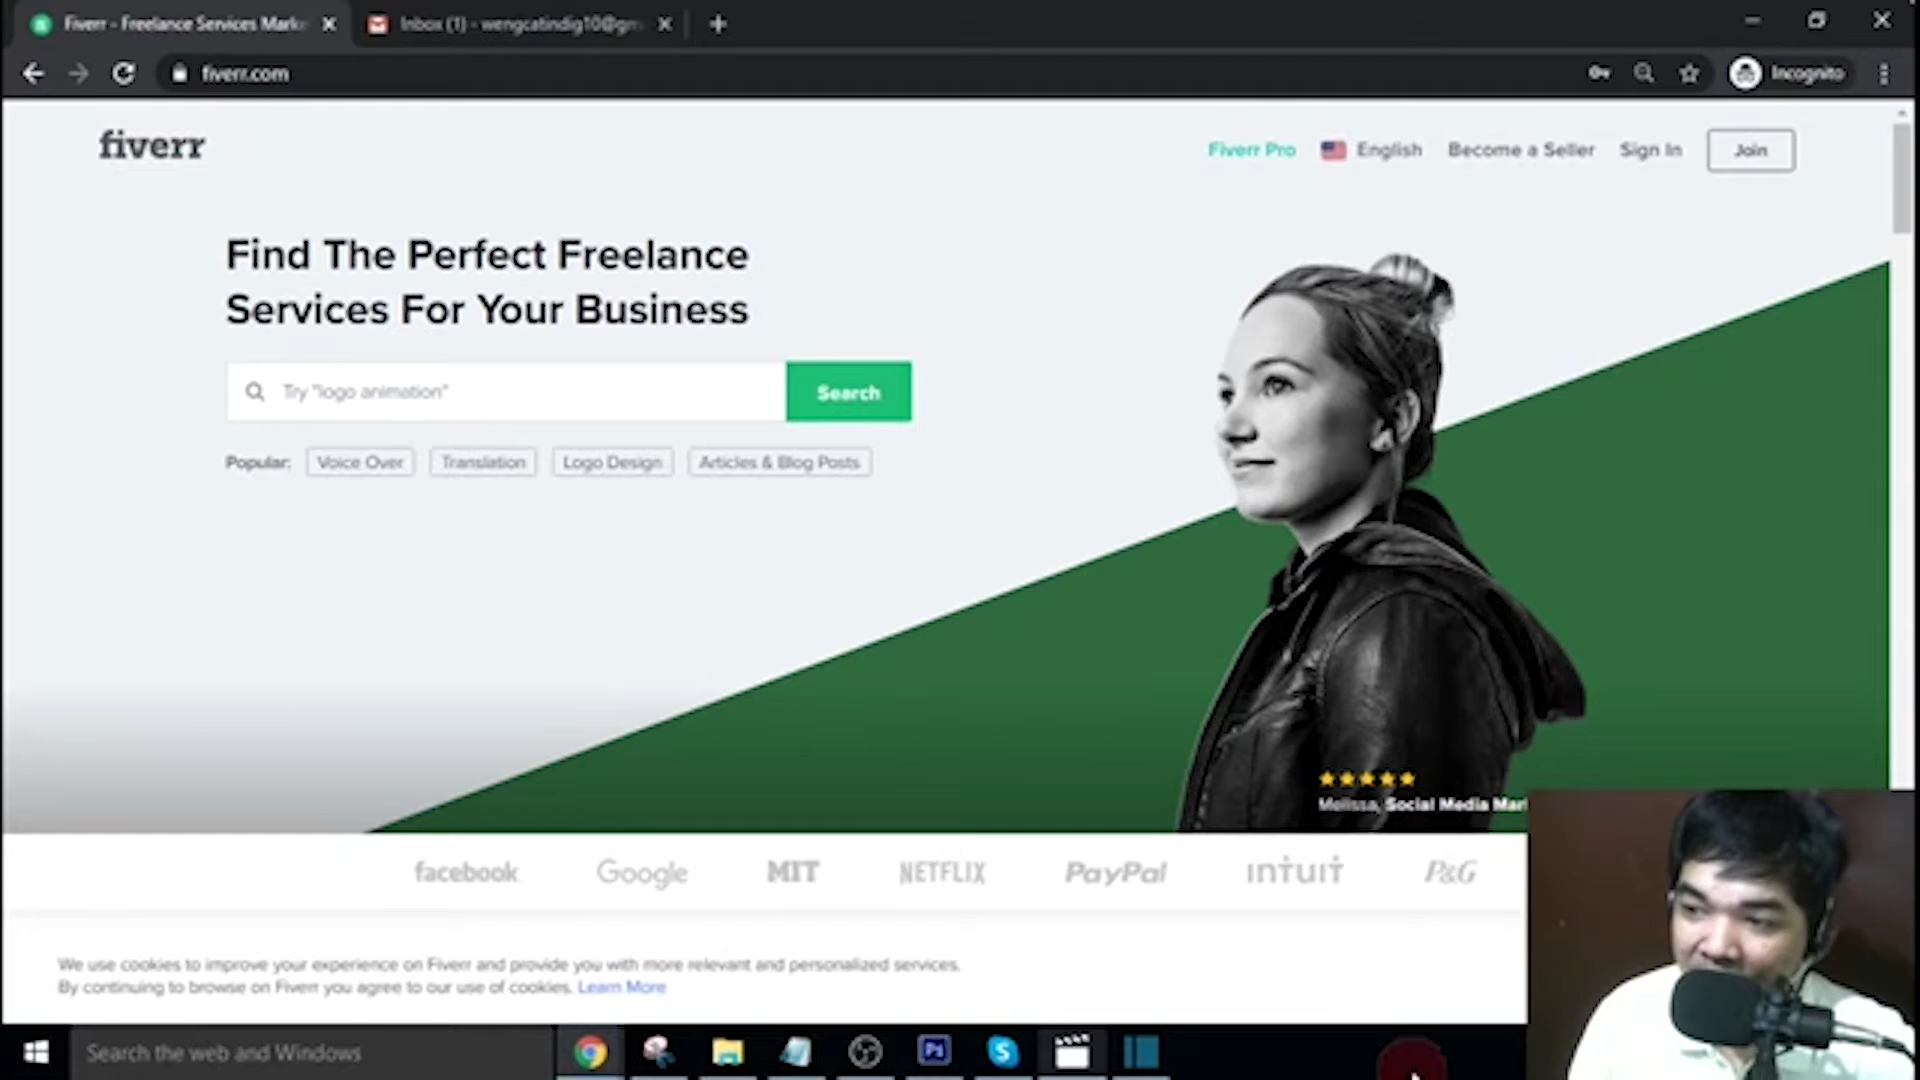 Fiverr - Freelance Services Mark
Inbox (1) - wengcatindig10@gm
fiverr.com
Incognito
fiverr
Fiverr Pro
English
Become a Seller
Sign In
Join
Find The Perfect Freelance
Services For Your Business
Try "logo animation"
Search
Popular:
Voice Over
Translation
Logo Design
Articles & Blog Posts
Melissa, Social Media Mar
facebook
Google
MIT
NETFLIX
PayPal
intuit
P&G
We use cookies to improve your experience on Fiverr and provide you with more relevant and personalized services.
By continuing to browse on Fiverr you agree to our use of cookies. Learn More
Search the web and Windows